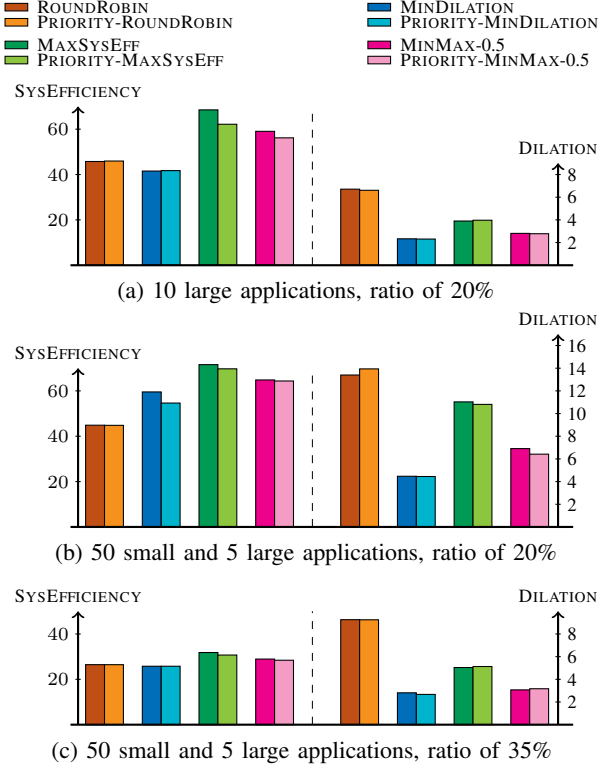 ROUNDROBIN MINDILATION
PRIORITY-ROUNDROBIN PRIORITY-MINDILATION
MAXSYSEFF MINMAX-0.5
PRIORITY-MAXSYSEFF PRIORITY-MINMAX-0.5
SYSEFFICIENCY
DILATION
60
40
20
8
6
4
2
(a) 10 large applications, ratio of 20%
SYSEFFICIENCY
DILATION
60
40
20
16
14
12
10
8
6
4
2
(b) 50 small and 5 large applications, ratio of 20%
SYSEFFICIENCY
DILATION
40
20
8
6
4
2
(c) 50 small and 5 large applications, ratio of 35%